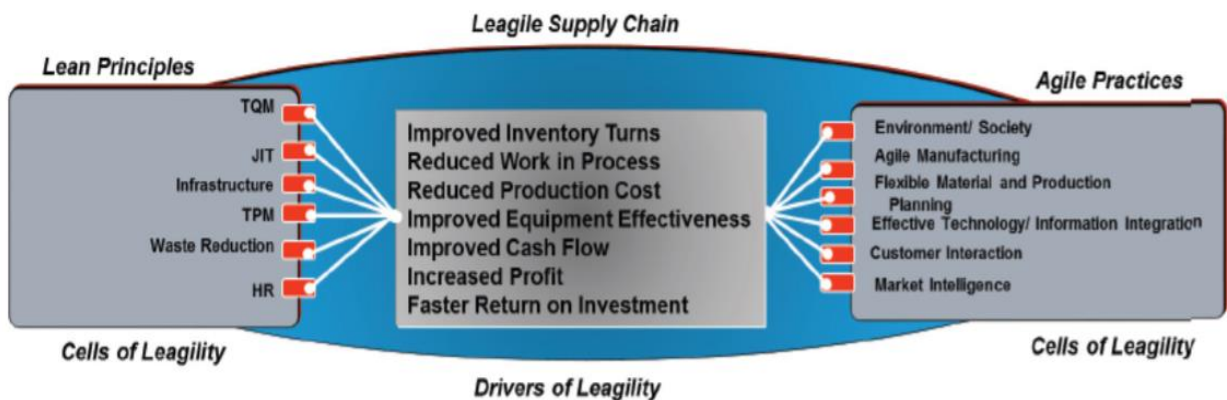 Leagile Supply Chain
Lean Principles
TQM
JIT
Infrastructure
TPM
Waste Reduction
HR
Cells of Leagility
Improved Inventory Turns
Reduced Work in Process
Reduced Production Cost
Improved Equipment Effectiveness
Improved Cash Flow
Increased Profit
Faster Return on Investment
Drivers of Leagility
Agile Practices
Environment/ Society
Agile Manufacturing
Flexible Material and Production
Planning
Effective Technology/ Information Integration
Customer Interaction
Market Intelligence
Cells of Leagility